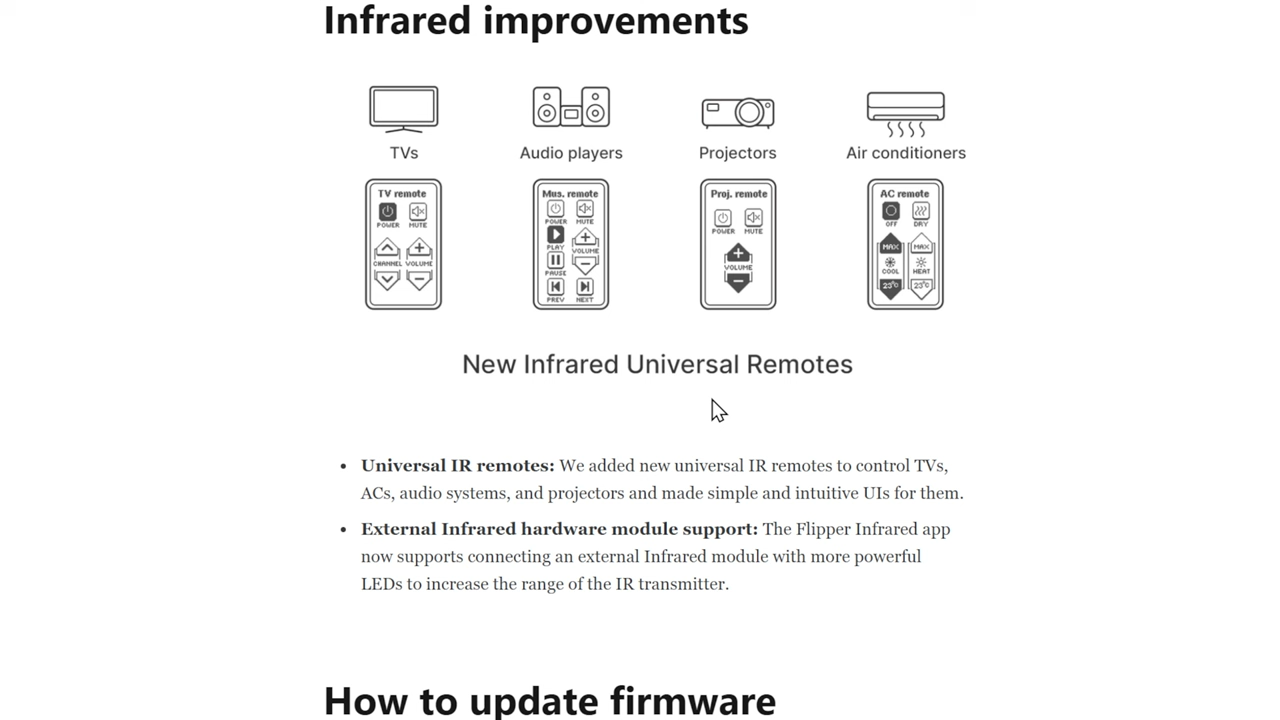 Infrared improvements
TVs
Audio players
Projectors
Air conditioners
TV remote
POWER MUTE
CHANNEL VOLUME
Mus. remote
POWER MUTE
PLAY
VOLUME
PAUSE
PREV NEXT
Proj. remote
POWER MUTE
VOLUME
AC remote
OFF DRY
MAX MAX
COOL HEAT
23°C 23°C
New Infrared Universal Remotes
• Universal IR remotes: We added new universal IR remotes to control TVs,
ACs, audio systems, and projectors and made simple and intuitive UIs for them.
• External Infrared hardware module support: The Flipper Infrared app
now supports connecting an external Infrared module with more powerful
LEDs to increase the range of the IR transmitter.
How to update firmware